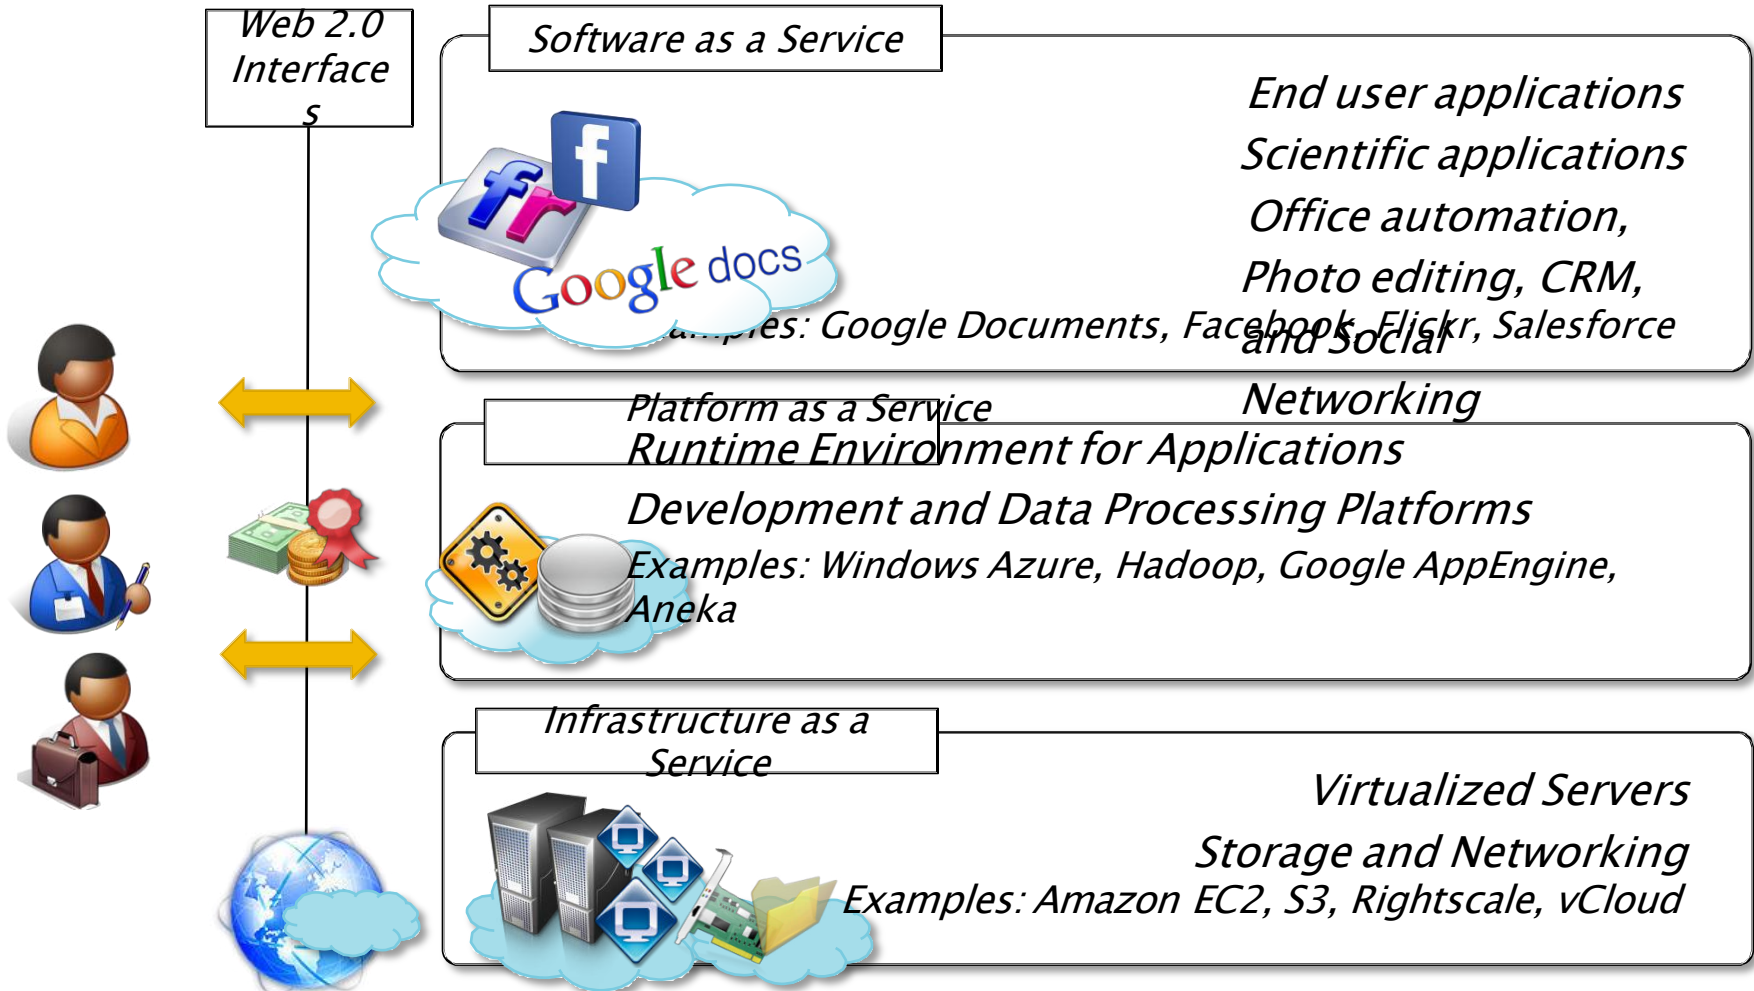 Web 2.0
Interface
s
Software as a Service
End user applications
Scientific applications
Office automation,
Photo editing, CRM,
and Social
Networking
fr
f
Google docs
Examples: Google Documents, Facebook, Flickr, Salesforce
Platform as a Service
Runtime Environment for Applications
Development and Data Processing Platforms
Examples: Windows Azure, Hadoop, Google AppEngine,
Aneka
Infrastructure as a
Service
Virtualized Servers
Storage and Networking
Examples: Amazon EC2, S3, Rightscale, vCloud